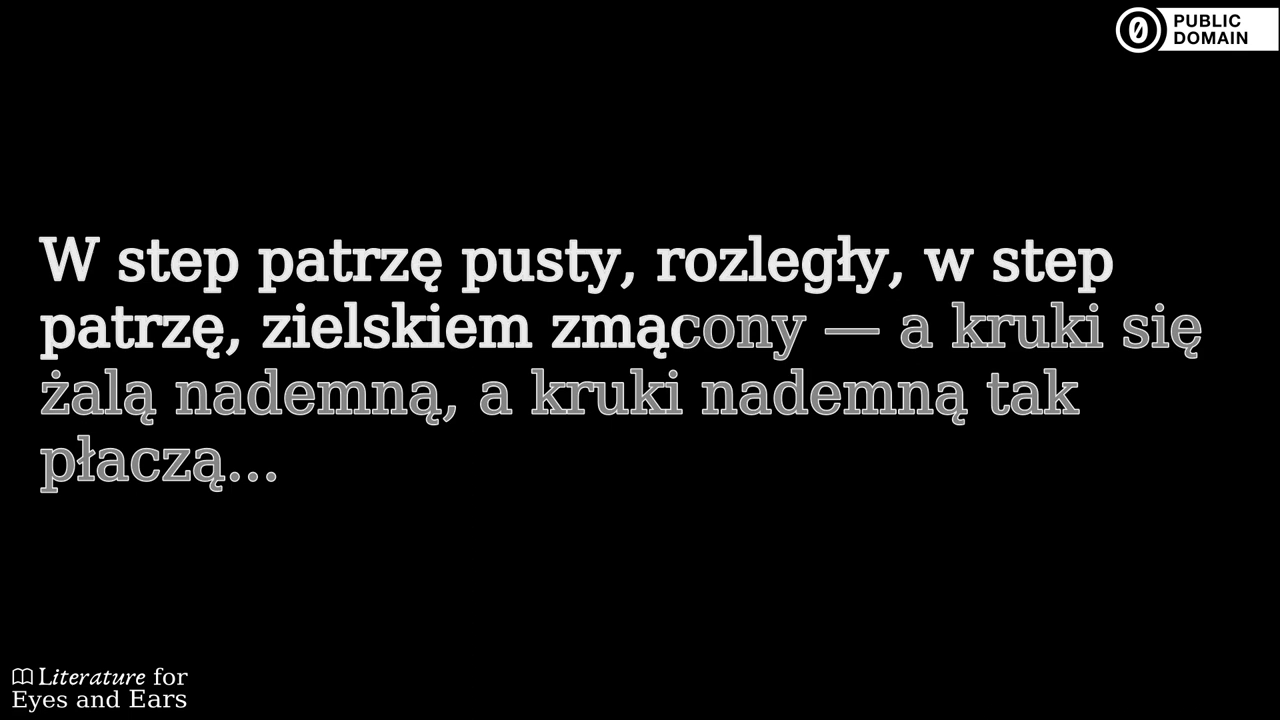 PUBLIC
DOMAIN
W step patrzę pusty, rozległy, w step
patrzę, zielskiem zmącony — a kruki się
żalą nademną, a kruki nademną tak
płaczą...
Literature for
Eyes and Ears